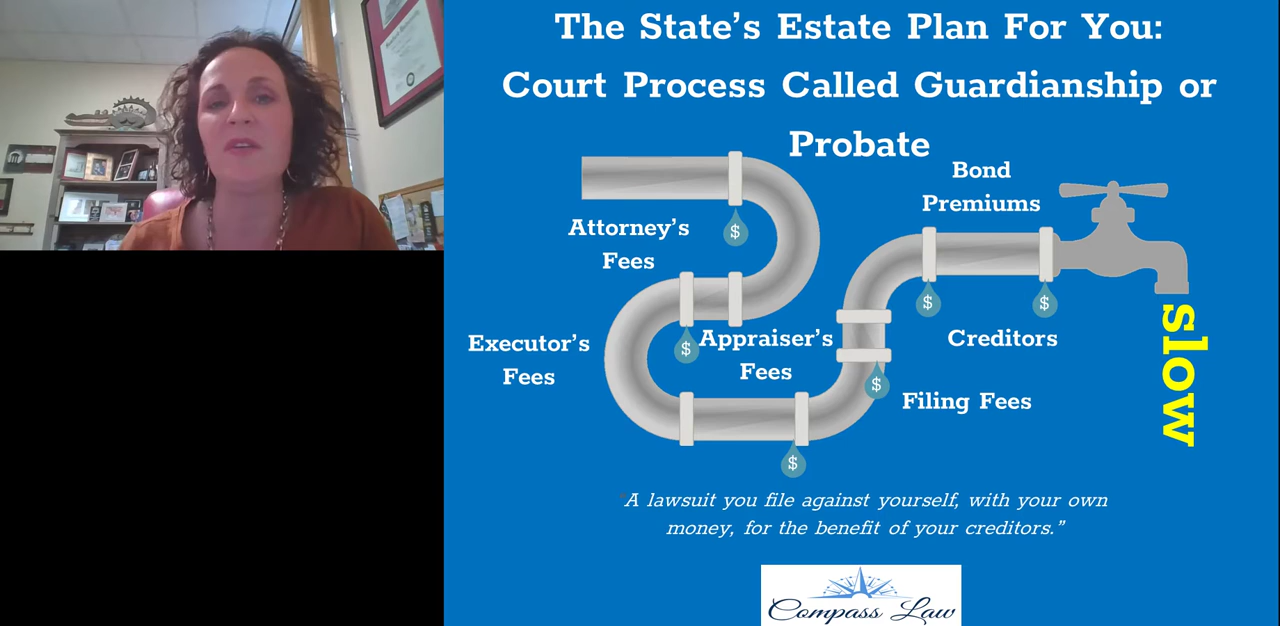 The State's Estate Plan For You:
Court Process Called Guardianship or
Probate
Bond
Premiums
Attorney's
Fees
$
$
$
Executor's
Fees
$
Appraiser's
Fees
Creditors
slow
$
Filing Fees
$
"A lawsuit you file against yourself, with your own
money, for the benefit of your creditors."
Compass Law